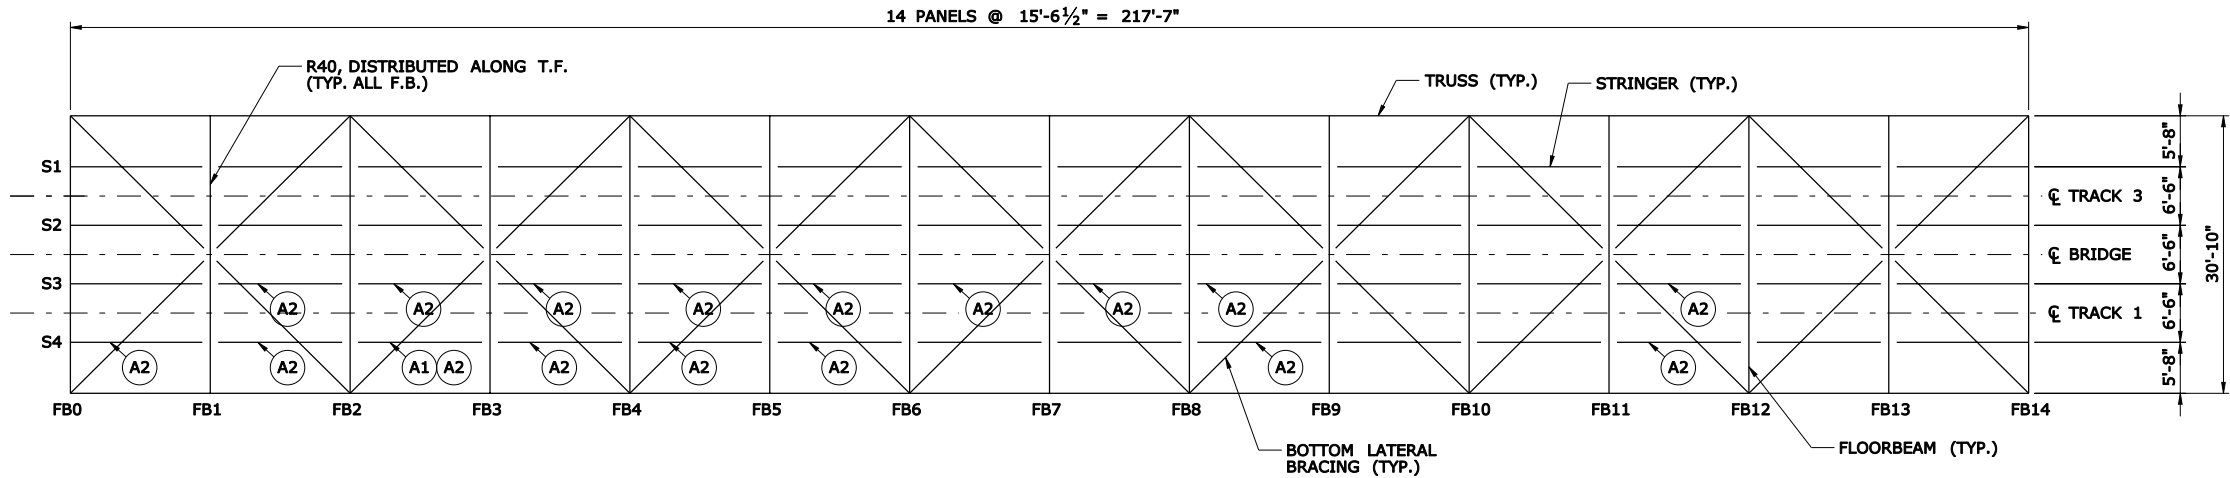 14 PANELS @ 15'-6½" = 217'-7"
R40, DISTRIBUTED ALONG T.F.
(TYP. ALL F.B.)
TRUSS (TYP.)
STRINGER (TYP.)
5'-8"
S1
6'-6"
℄ TRACK 3
S2
6'-6"
℄ BRIDGE
30'-10"
S3
A2 A2 A2 A2 A2 A2 A2 A2 A2
6'-6"
℄ TRACK 1
S4
A2 A2 A1 A2 A2 A2 A2 A2 A2
5'-8"
FB0 FB1 FB2 FB3 FB4 FB5 FB6 FB7 FB8 FB9 FB10 FB11 FB12 FB13 FB14
BOTTOM LATERAL
BRACING (TYP.)
FLOORBEAM (TYP.)